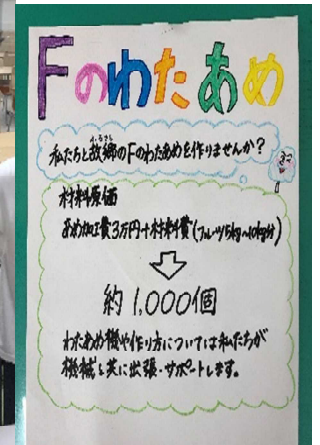 Fのわたあめ
ふるさと
私たちと故郷のFのわたあめを作りませんか?
材料原価
あめ加工費3万円+材料費(フルーツ5kg~10kg分)
約1,000個
わたあめ機や作り方については私たちが
機械と共に出張・サポートします。